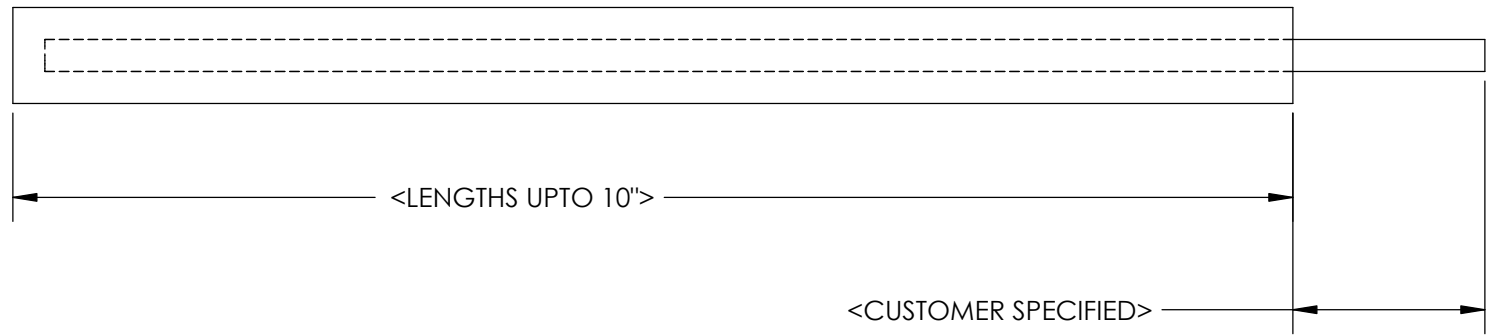 <LENGTHS UPTO 10">
<CUSTOMER SPECIFIED>